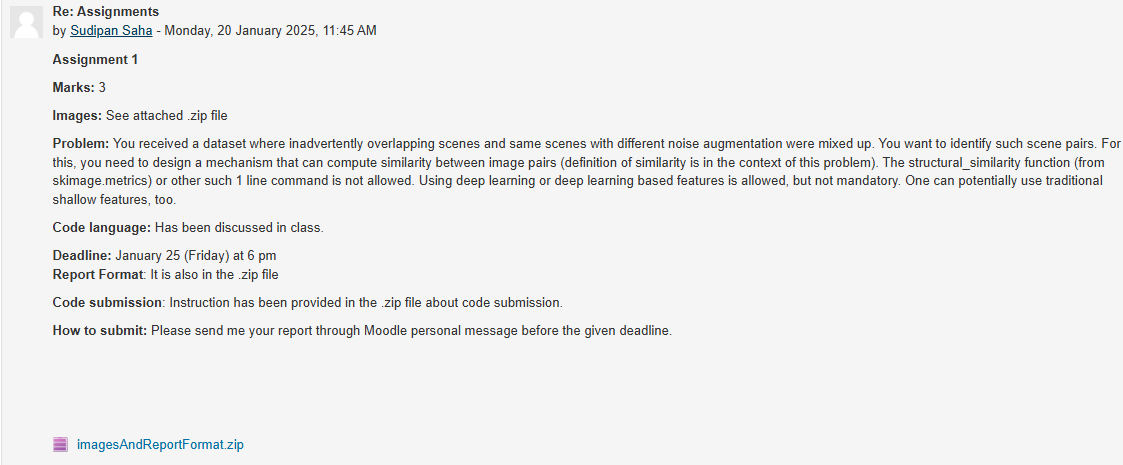 Re: Assignments
by Sudipan Saha - Monday, 20 January 2025, 11:45 AM
Assignment 1
Marks: 3
Images: See attached .zip file
Problem: You received a dataset where inadvertently overlapping scenes and same scenes with different noise augmentation were mixed up. You want to identify such scene pairs. For
this, you need to design a mechanism that can compute similarity between image pairs (definition of similarity is in the context of this problem). The structural_similarity function (from
skimage.metrics) or other such 1 line command is not allowed. Using deep learning or deep learning based features is allowed, but not mandatory. One can potentially use traditional
shallow features, too.
Code language: Has been discussed in class.
Deadline: January 25 (Friday) at 6 pm
Report Format: It is also in the .zip file
Code submission: Instruction has been provided in the .zip file about code submission.
How to submit: Please send me your report through Moodle personal message before the given deadline.
imagesAndReportFormat.zip